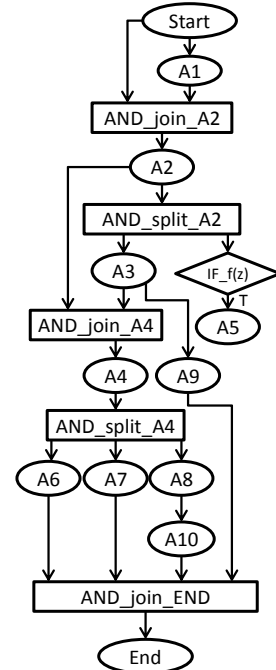 Start
A1
AND_join_A2
A2
AND_split_A2
A3
IF_f(z)
T
AND_join_A4
A5
A4
A9
AND_split_A4
A6
A7
A8
A10
AND_join_END
End